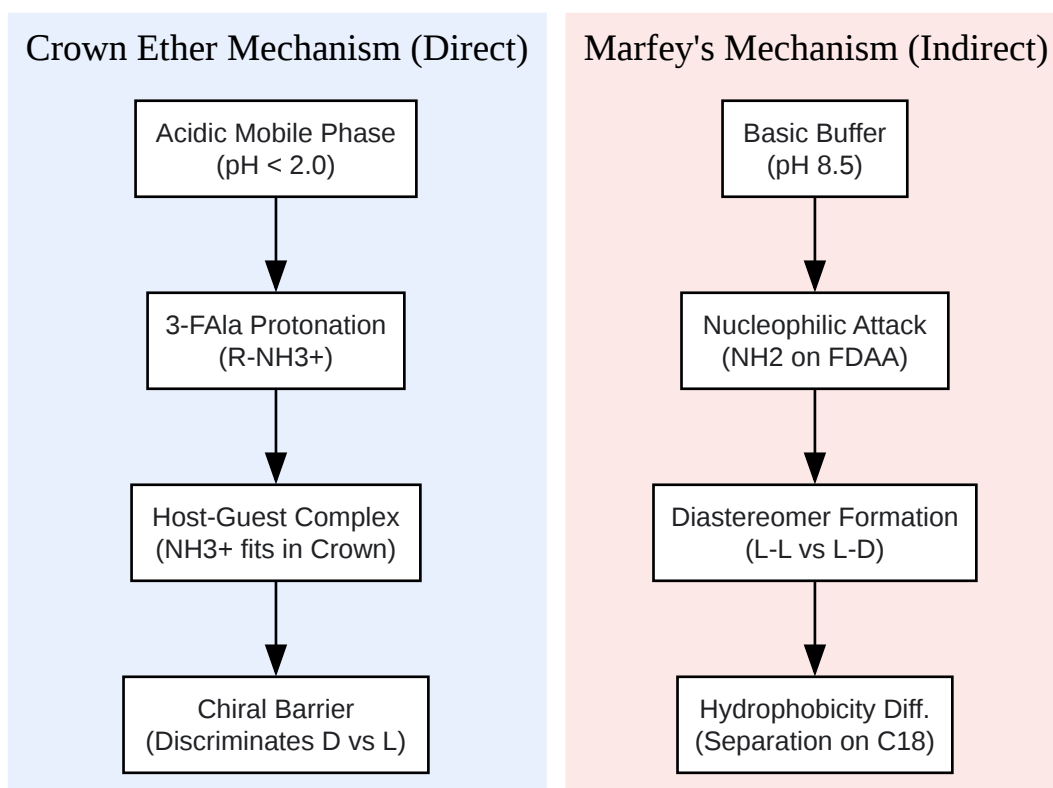 Crown Ether Mechanism (Direct)
Acidic Mobile Phase
(pH < 2.0)
3-FAla Protonation
(R-NH3+)
Host-Guest Complex
(NH3+ fits in Crown)
Chiral Barrier
(Discriminates D vs L)
Marfey's Mechanism (Indirect)
Basic Buffer
(pH 8.5)
Nucleophilic Attack
(NH2 on FDAA)
Diastereomer Formation
(L-L vs L-D)
Hydrophobicity Diff.
(Separation on C18)